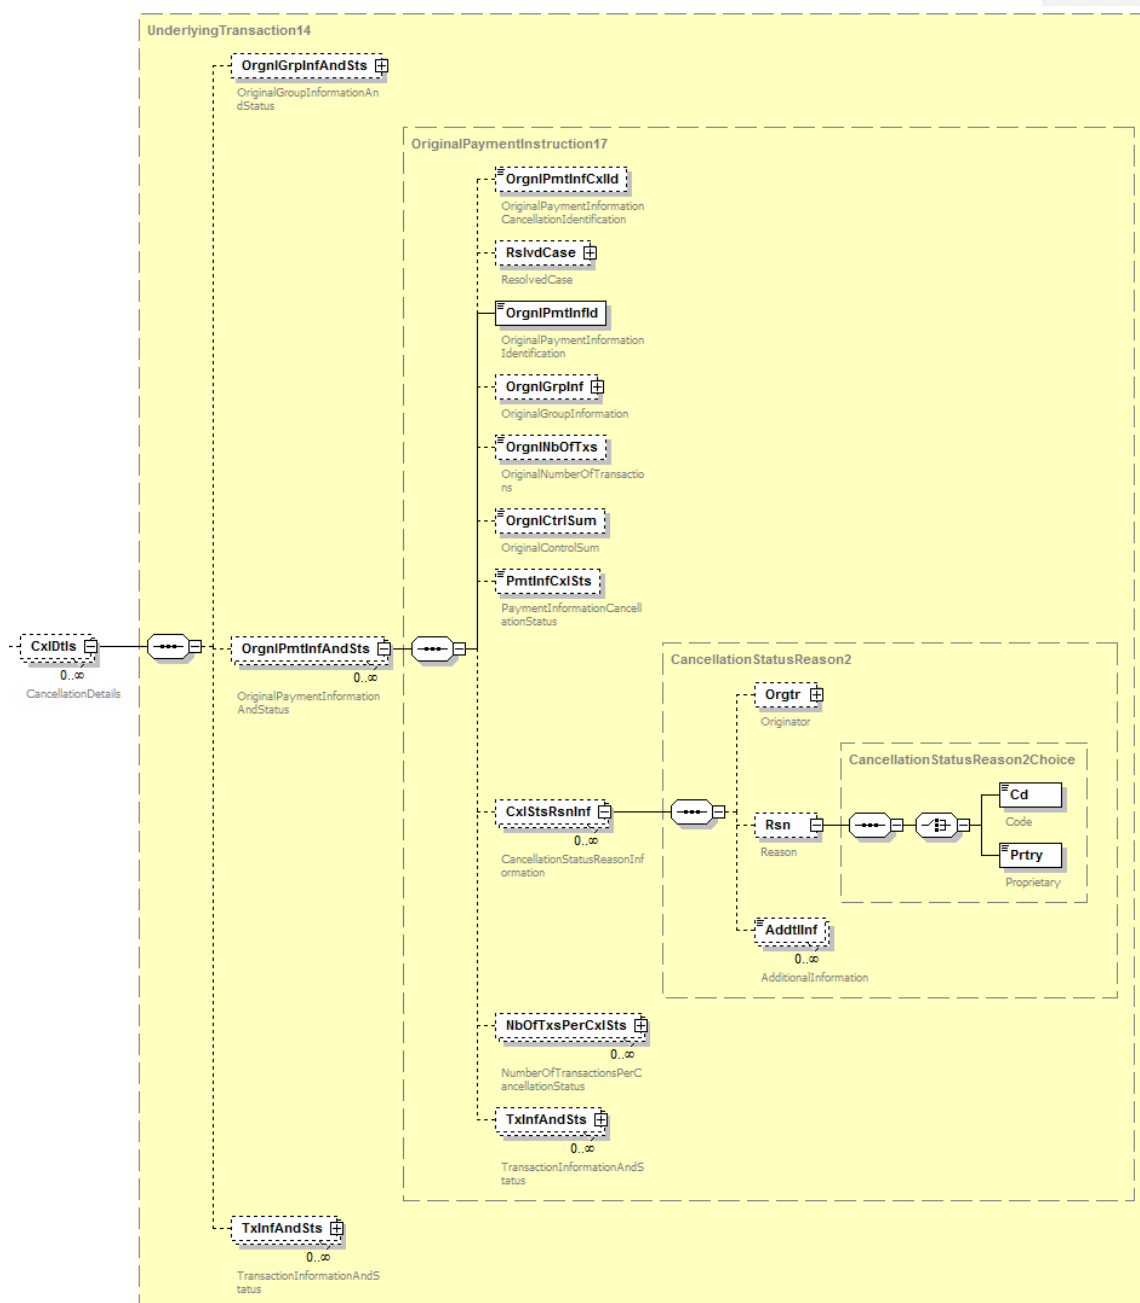 UnderlyingTransaction14
OrgnlGrpInfAndSts
OriginalGroupInformationAn
dStatus
OriginalPaymentInstruction17
OrgnlPmtInfCxlId
OriginalPaymentInformation
CancellationIdentification
RslvdCase
ResolvedCase
OrgnlPmtInfId
OriginalPaymentInformation
Identification
OrgnlGrpInf
OriginalGroupInformation
OrgnlNbOfTxs
OriginalNumberOfTransactio
ns
OrgnlCtrlSum
OriginalControlSum
PmtInfCxlSts
PaymentInformationCancell
ationStatus
CxlDtls
0..∞
CancellationDetails
OrgnlPmtInfAndSts
0..∞
OriginalPaymentInformation
AndStatus
CancellationStatusReason2
Orgtr
Originator
CancellationStatusReason2Choice
Cd
Code
CxlStsRsnInf
0..∞
CancellationStatusReasonInf
ormation
Rsn
Reason
Prtry
Proprietary
AddtlInf
0..∞
AdditionalInformation
NbOfTxsPerCxlSts
0..∞
NumberOfTransactionsPerC
ancellationStatus
TxInfAndSts
0..∞
TransactionInformationAndS
tatus
TxInfAndSts
0..∞
TransactionInformationAndS
tatus